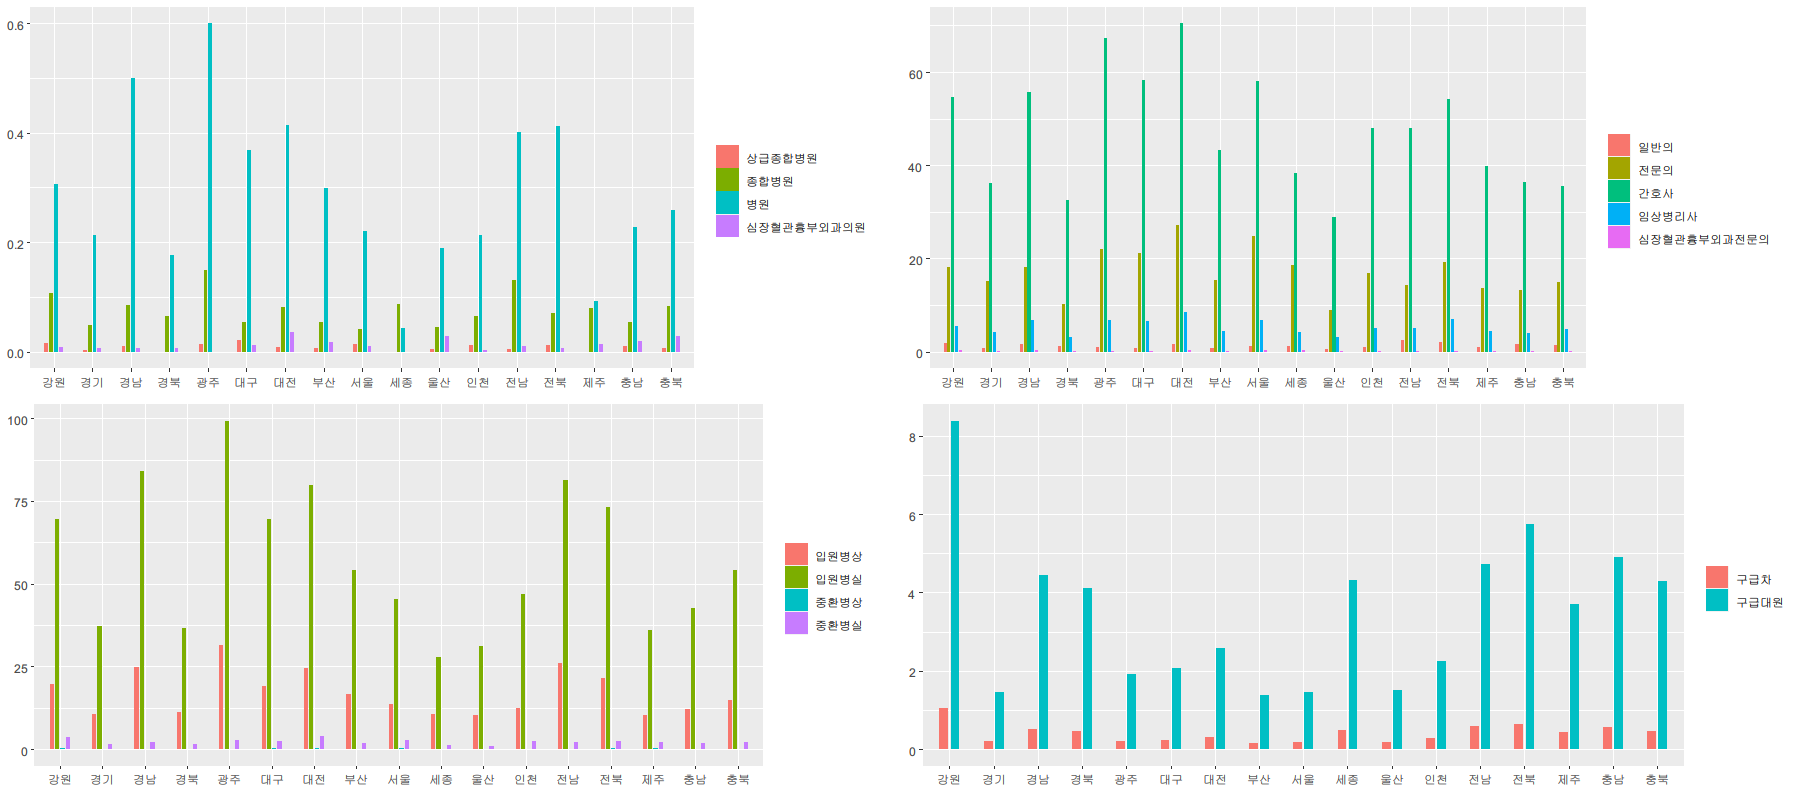 0.6
0.4
0.2
0.0
강원 경기 경남 경북 광주 대구 대전 부산 서울 세종 울산 인천 전남 전북 제주 충남 충북
상급종합병원
종합병원
병원
심장혈관흉부외과의원
60
40
20
0
강원 경기 경남 경북 광주 대구 대전 부산 서울 세종 울산 인천 전남 전북 제주 충남 충북
일반의
전문의
간호사
임상병리사
심장혈관흉부외과전문의
100
75
50
25
0
강원 경기 경남 경북 광주 대구 대전 부산 서울 세종 울산 인천 전남 전북 제주 충남 충북
입원병상
입원병실
중환병상
중환병실
8
6
4
2
0
강원 경기 경남 경북 광주 대구 대전 부산 서울 세종 울산 인천 전남 전북 제주 충남 충북
구급차
구급대원